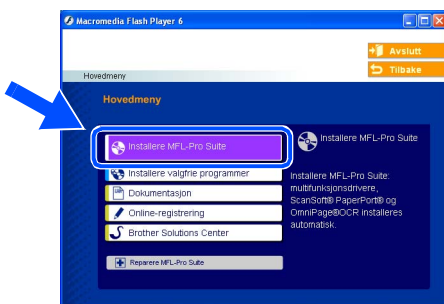 Macromedia Flash Player 6
Avslutt
Tilbake
Hovedmeny
Hovedmeny
Installere MFL-Pro Suite
Installere valgfrie programmer
Dokumentasjon
Online-registrering
Brother Solutions Center
Reparere MFL-Pro Suite
Installere MFL-Pro Suite
Installere MFL-Pro Suite:
multifunksjonsdrivere,
ScanSoft® PaperPort® og
OmniPage®OCR installeres
automatisk.